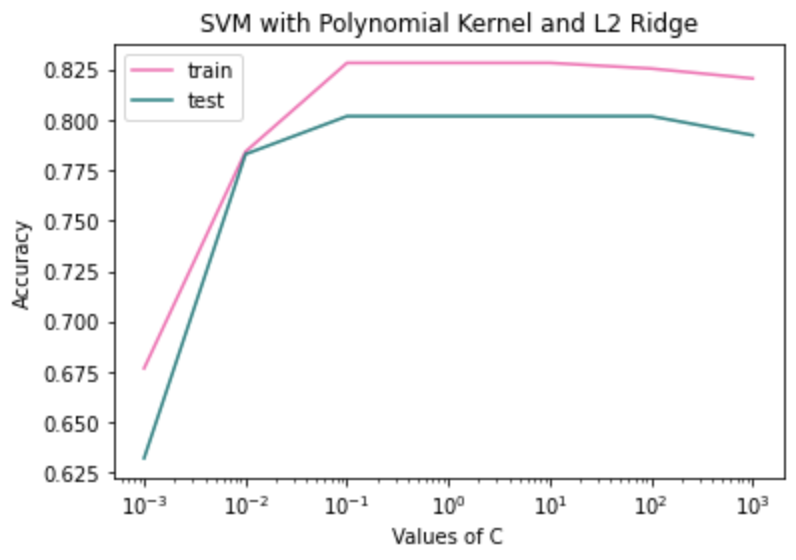 SVM with Polynomial Kernel and L2 Ridge
train
test
0.825
0.800
0.775
0.750
0.725
0.700
0.675
0.650
0.625
Accuracy
10⁻³ 10⁻² 10⁻¹ 10⁰ 10¹ 10² 10³
Values of C